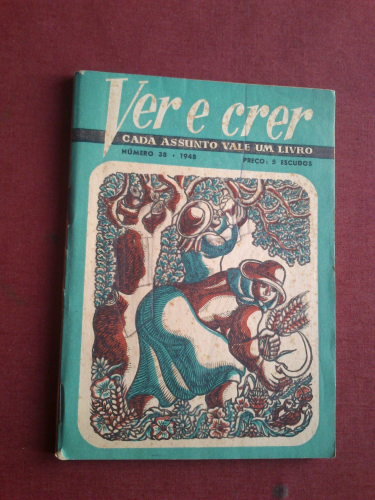 Ver e crer
CADA ASSUNTO VALE UM LIVRO
NÚMERO 38 • 1948 PREÇO: 5 ESCUDOS